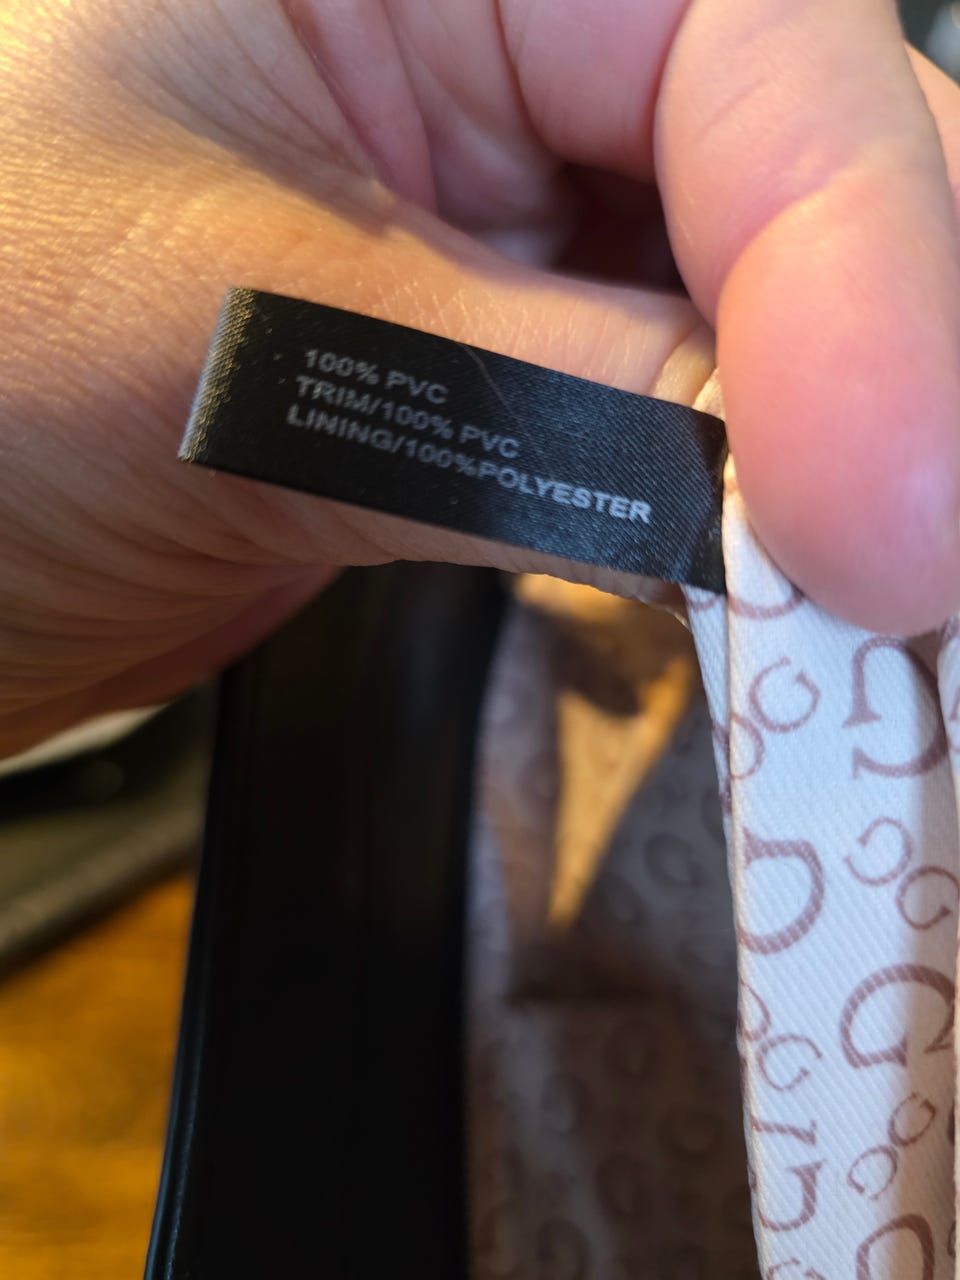 100% PVC
TRIM/100% PVC
LINING/100%POLYESTER